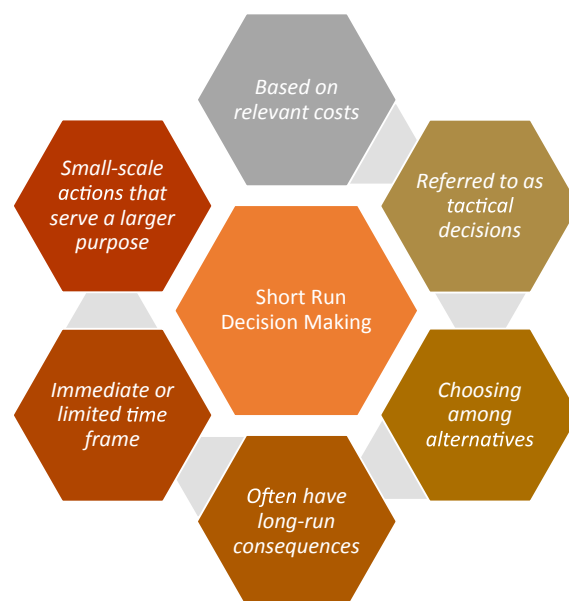 Based on
relevant costs
Referred to as
tactical
decisions
Choosing
among
alternatives
Often have
long-run
consequences
Immediate or
limited time
frame
Small-scale
actions that
serve a larger
purpose
Short Run
Decision Making